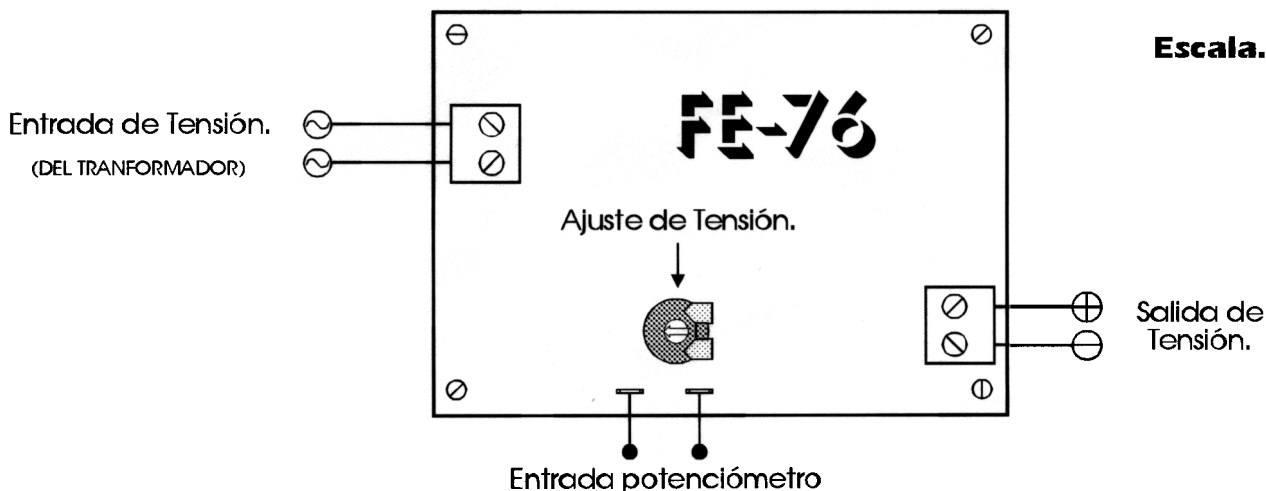 Escala.
FE-76
Entrada de Tensión.
(DEL TRANFORMADOR)
Ajuste de Tensión.
Salida de
Tensión.
Entrada potenciómetro